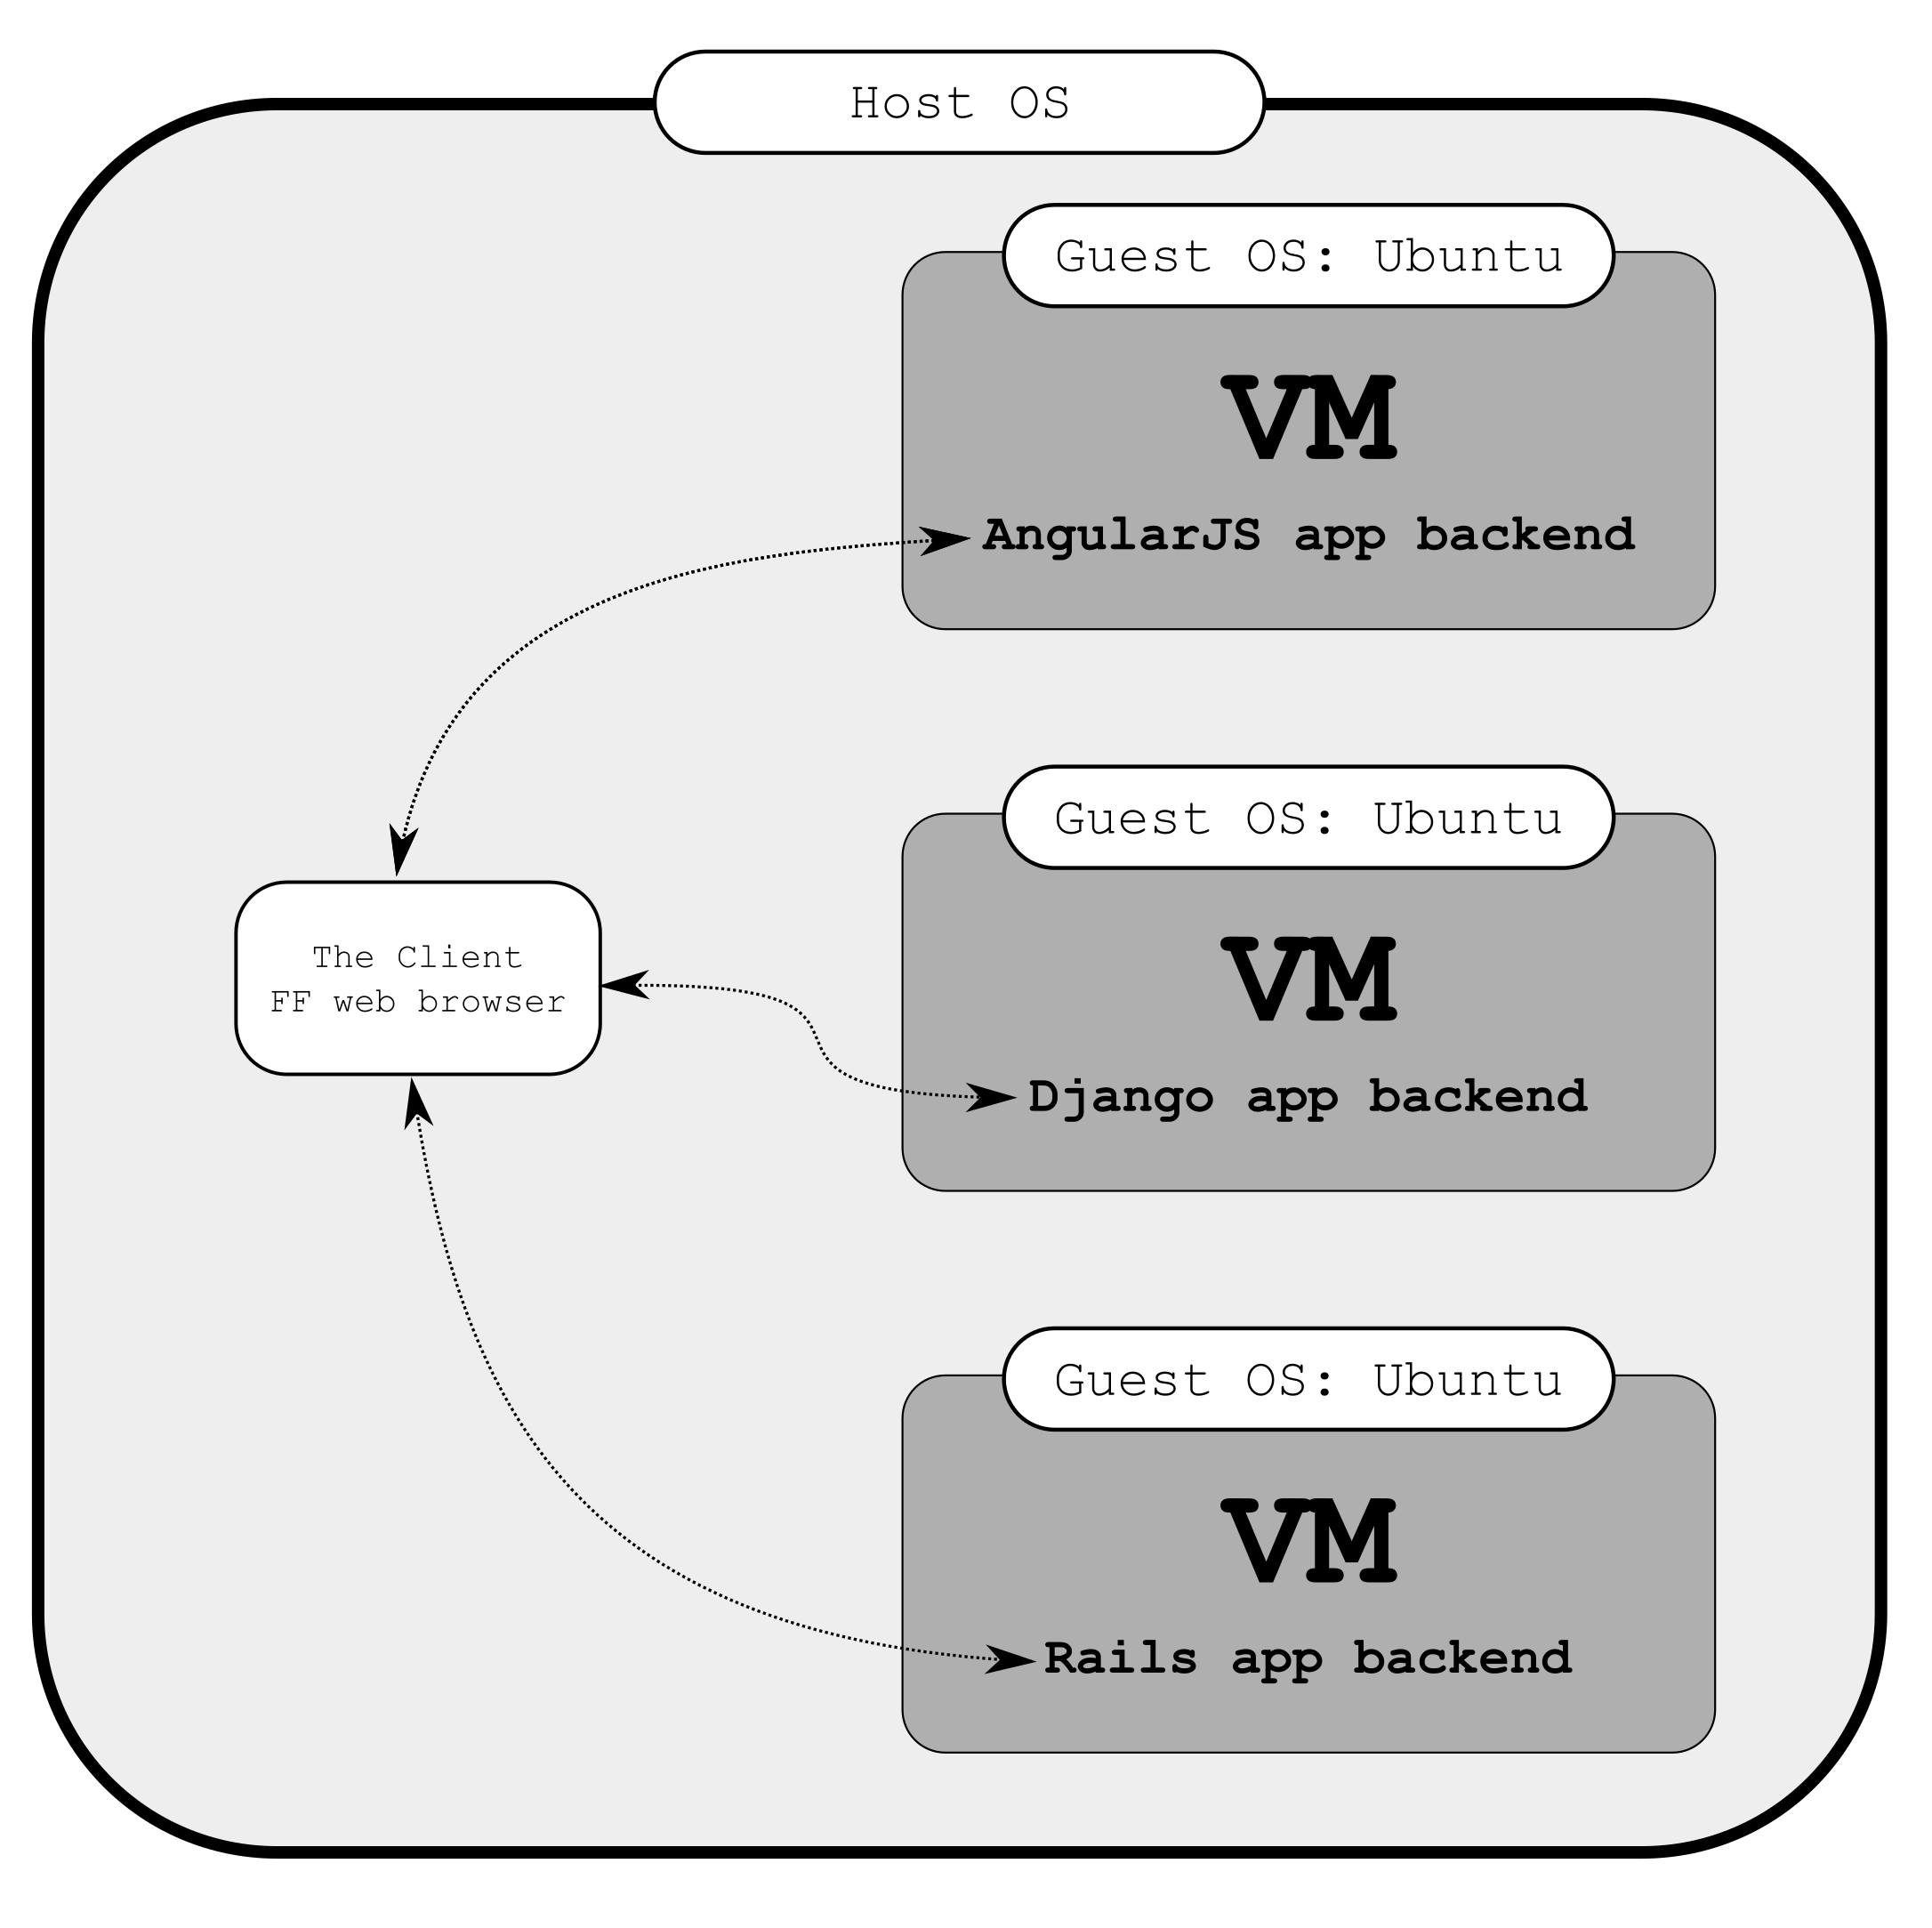 Host OS
Guest OS: Ubuntu
VM
AngularJS app backend
The Client
FF web browser
Guest OS: Ubuntu
VM
Django app backend
Guest OS: Ubuntu
VM
Rails app backend